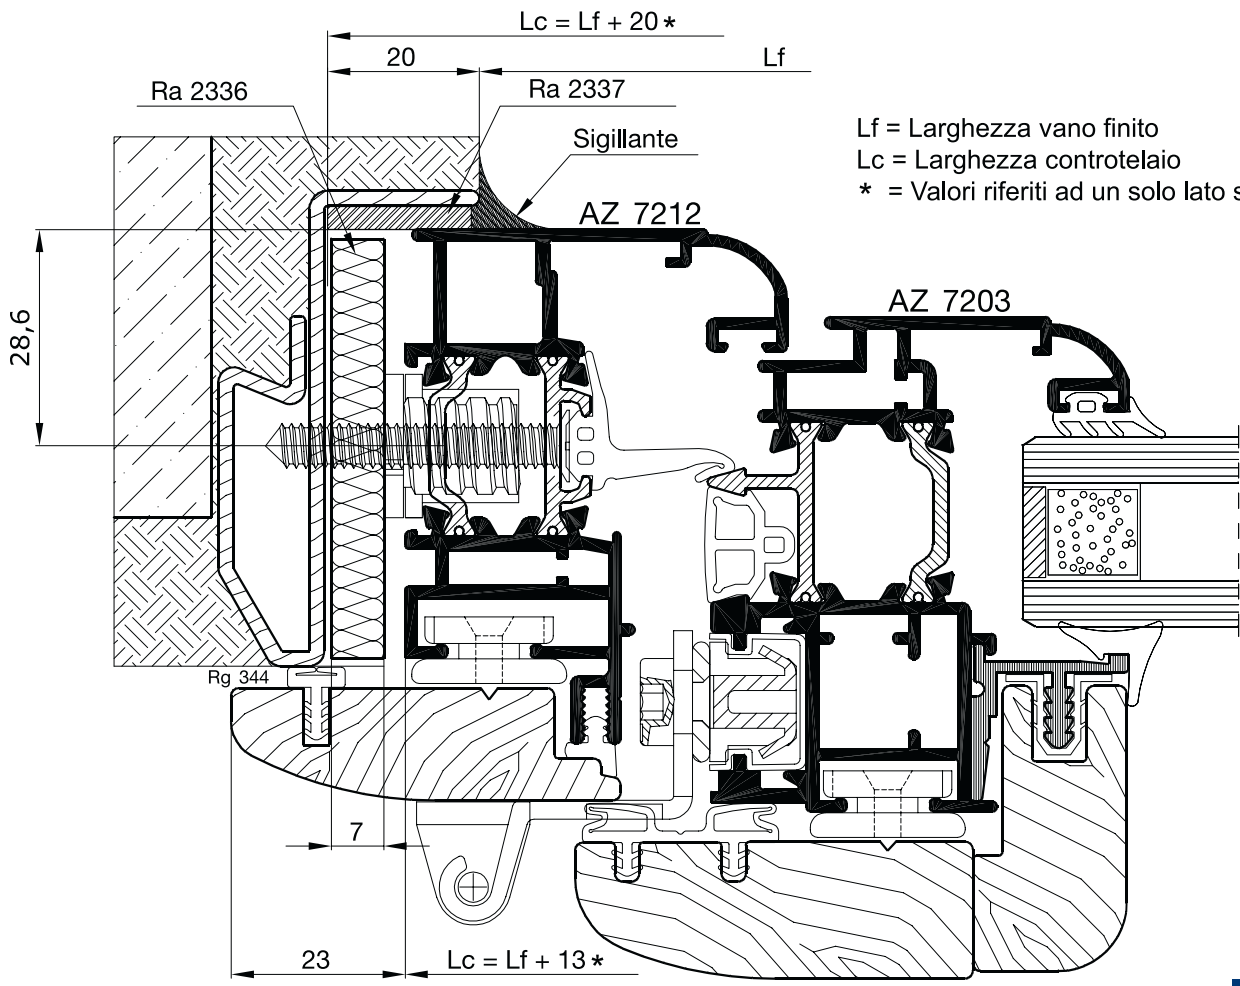 Lc = Lf + 20 *
20
Lf
Ra 2336
Ra 2337
Sigillante
Lf = Larghezza vano finito
Lc = Larghezza controtelaio
* = Valori riferiti ad un solo lato
AZ 7212
AZ 7203
28,6
Rg 344
7
23
Lc = Lf + 13 *